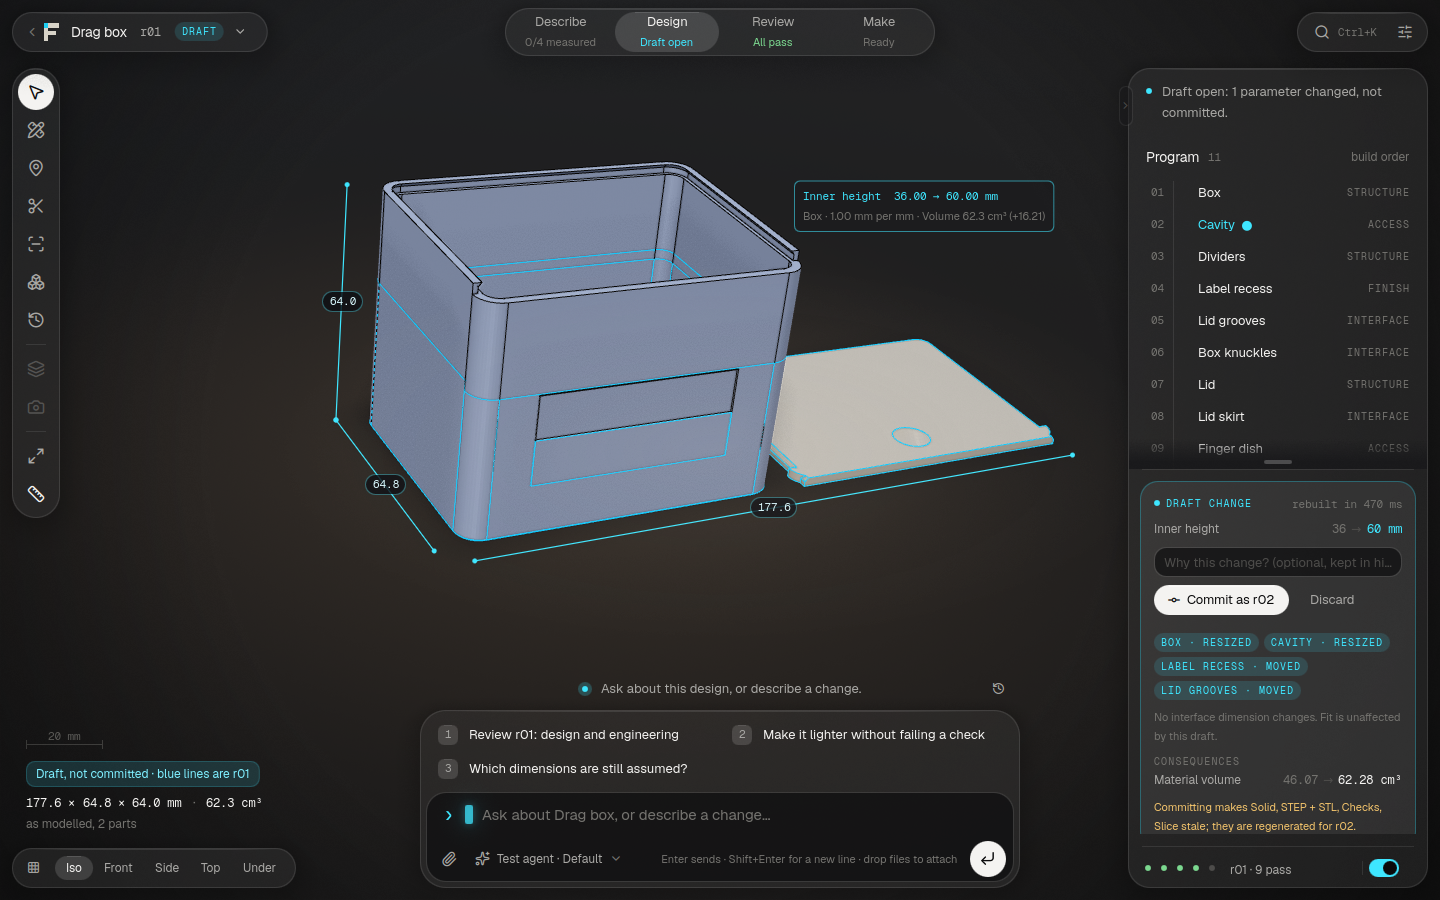 Drag box r01 DRAFT
Describe
0/4 measured
Design
Draft open
Review
All pass
Make
Ready
Ctrl+K
Draft open: 1 parameter changed, not
committed.
Program 11 build order
01 Box STRUCTURE
02 Cavity ACCESS
03 Dividers STRUCTURE
04 Label recess FINISH
05 Lid grooves INTERFACE
06 Box knuckles INTERFACE
07 Lid STRUCTURE
08 Lid skirt INTERFACE
09 Finger dish ACCESS
Inner height 36.00 → 60.00 mm
Box · 1.00 mm per mm · Volume 62.3 cm³ (+16.21)
64.0
64.8
177.6
DRAFT CHANGE rebuilt in 470 ms
Inner height 36 → 60 mm
Why this change? (optional, kept in hi...
Commit as r02 Discard
BOX · RESIZED CAVITY · RESIZED
LABEL RECESS · MOVED
LID GROOVES · MOVED
No interface dimension changes. Fit is unaffected
by this draft.
CONSEQUENCES
Material volume 46.07 → 62.28 cm³
Committing makes Solid, STEP + STL, Checks,
Slice stale; they are regenerated for r02.
r01 · 9 pass
Ask about this design, or describe a change.
1 Review r01: design and engineering
2 Make it lighter without failing a check
3 Which dimensions are still assumed?
Ask about Drag box, or describe a change...
Test agent · Default
Enter sends · Shift+Enter for a new line · drop files to attach
20 mm
Draft, not committed · blue lines are r01
177.6 × 64.8 × 64.0 mm · 62.3 cm³
as modelled, 2 parts
Iso Front Side Top Under